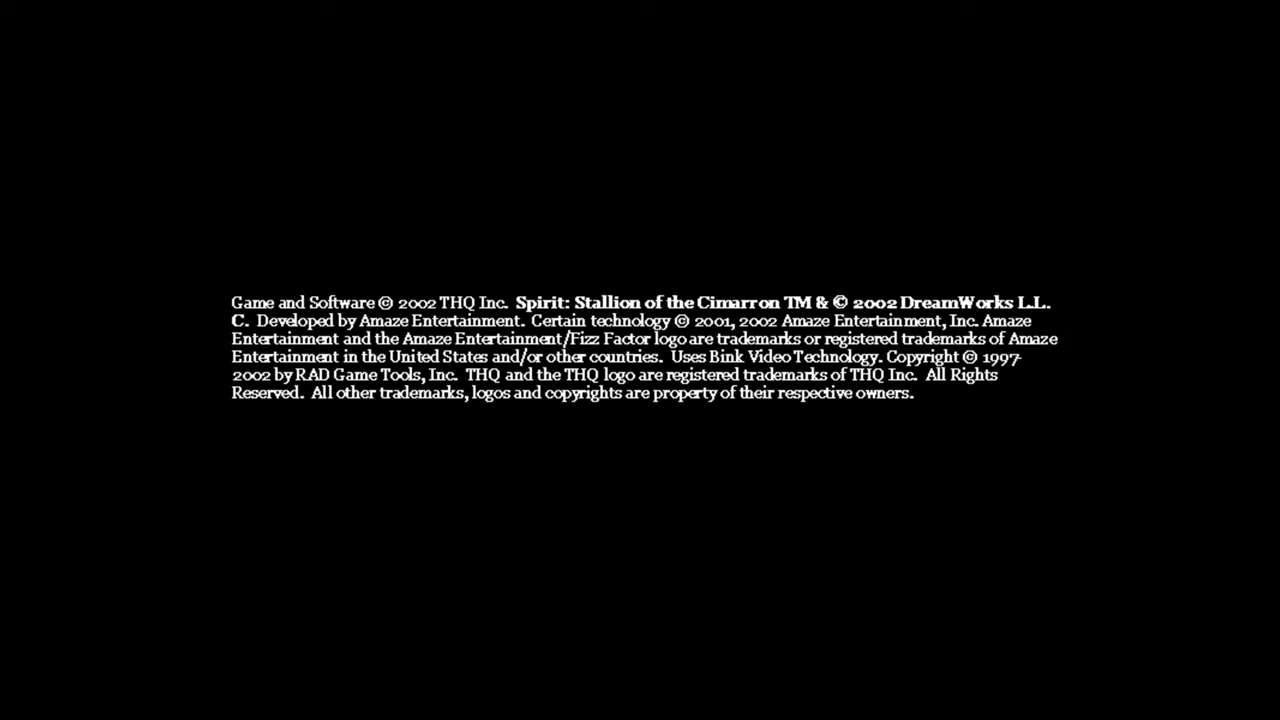 Game and Software © 2002 THQ Inc.  Spirit: Stallion of the Cimarron TM & © 2002 DreamWorks L.L.
C.  Developed by Amaze Entertainment.  Certain technology © 2001, 2002 Amaze Entertainment, Inc. Amaze
Entertainment and the Amaze Entertainment/Fizz Factor logo are trademarks or registered trademarks of Amaze
Entertainment in the United States and/or other countries.  Uses Bink Video Technology. Copyright © 1997-
2002 by RAD Game Tools, Inc.  THQ and the THQ logo are registered trademarks of THQ Inc.  All Rights
Reserved.  All other trademarks, logos and copyrights are property of their respective owners.